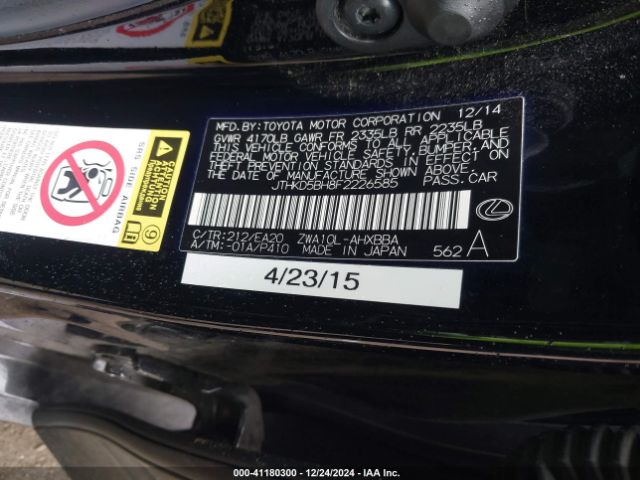 MFD.BY:TOYOTA MOTOR CORPORATION 12/14
GVWR 4170LB GAWR FR 2335LB RR 2235LB
THIS VEHICLE CONFORMS TO ALL APPLICABLE
FEDERAL MOTOR VEHICLE SAFETY, BUMPER, AND
THEFT PREVENTION STANDARDS IN EFFECT ON
THE DATE OF MANUFACTURE SHOWN ABOVE.
JTHKD5BH8F2226585 PASS.CAR
C/TR:212/EA20 ZWA10L-AHXBBA
A/TM:-01A/P410 MADE IN JAPAN 562 A
4/23/15
SRS SIDE AIRBAG
000-41180300 - 12/24/2024 - IAA Inc.